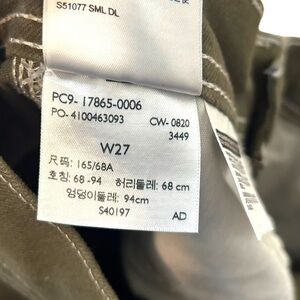 S51077 SML DL
PC9- 17865-0006
PO- 4100463093 CW- 0820
3449
W27
尺码: 165/68A
호칭: 68 -94 허리둘레: 68 cm
엉덩이둘레: 94cm
S40197 AD